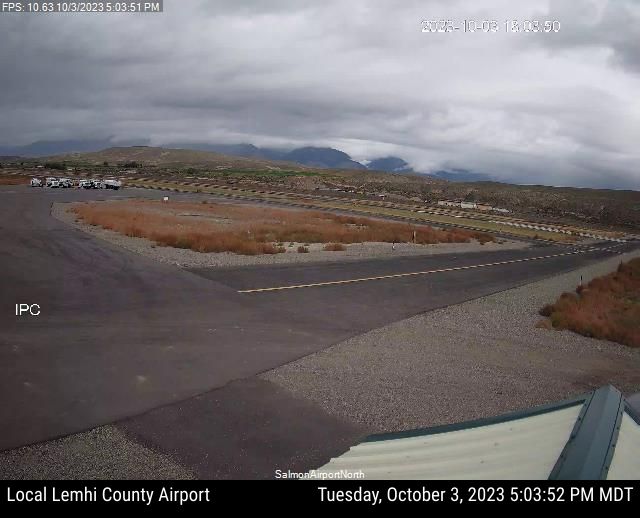 FPS: 10.63 10/3/2023 5:03:51 PM
2023-10-03 18:03:50
IPC
SalmonAirportNorth
Local Lemhi County Airport
Tuesday, October 3, 2023 5:03:52 PM MDT